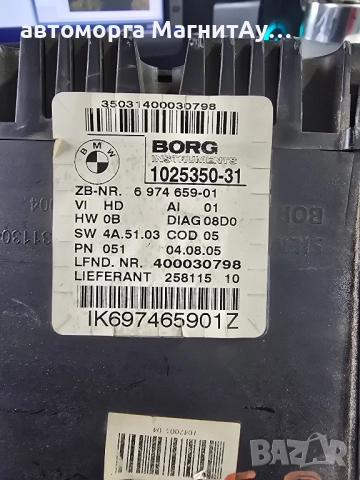 автоморга МагнитАу...
35031400030798
BMW
BORG
INSTRUMENTS
1025350-31
ZB-NR. 6 974 659-01
VI HD AI 01
HW 0B DIAG 08D0
SW 4A.51.03 COD 05
PN 051 04.08.05
LFND. NR. 400030798
LIEFERANT 258115 10
IK697465901Z
BAZAR